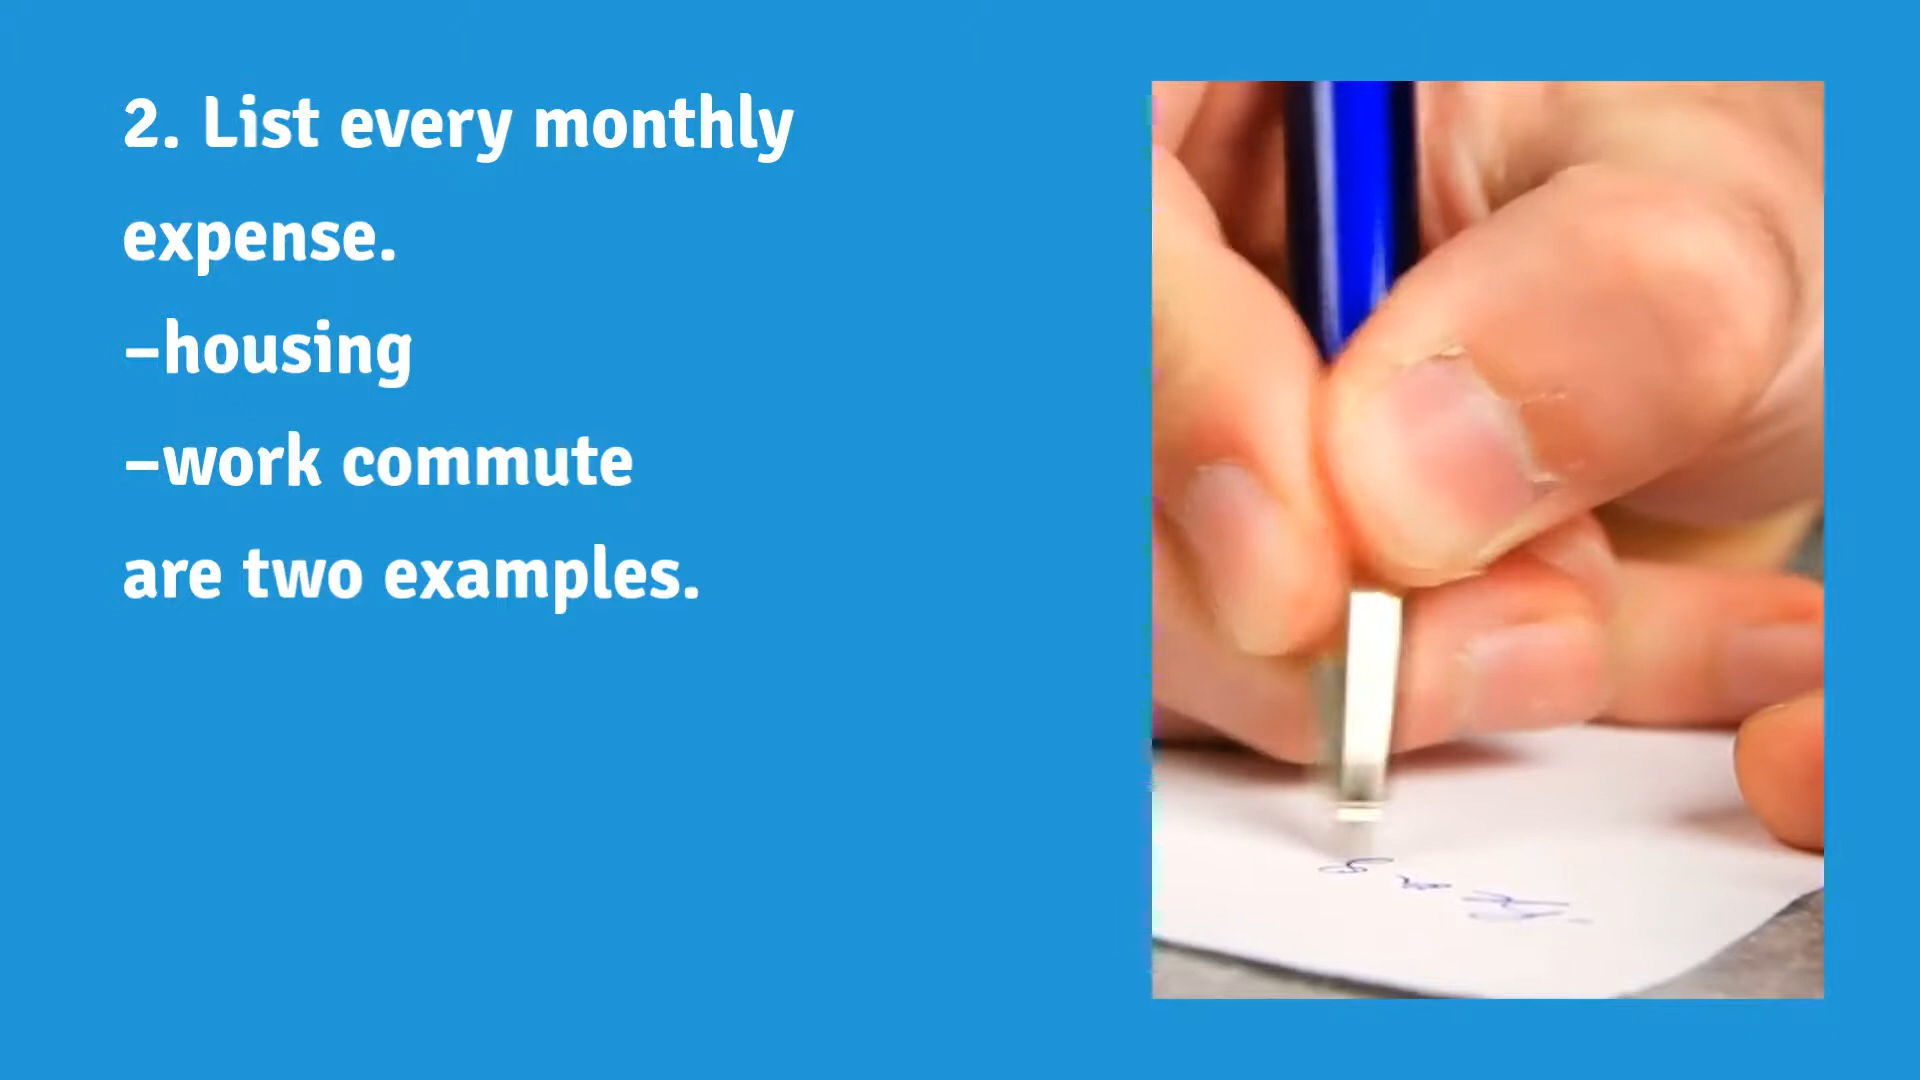 2. List every monthly
expense.
–housing
–work commute
are two examples.